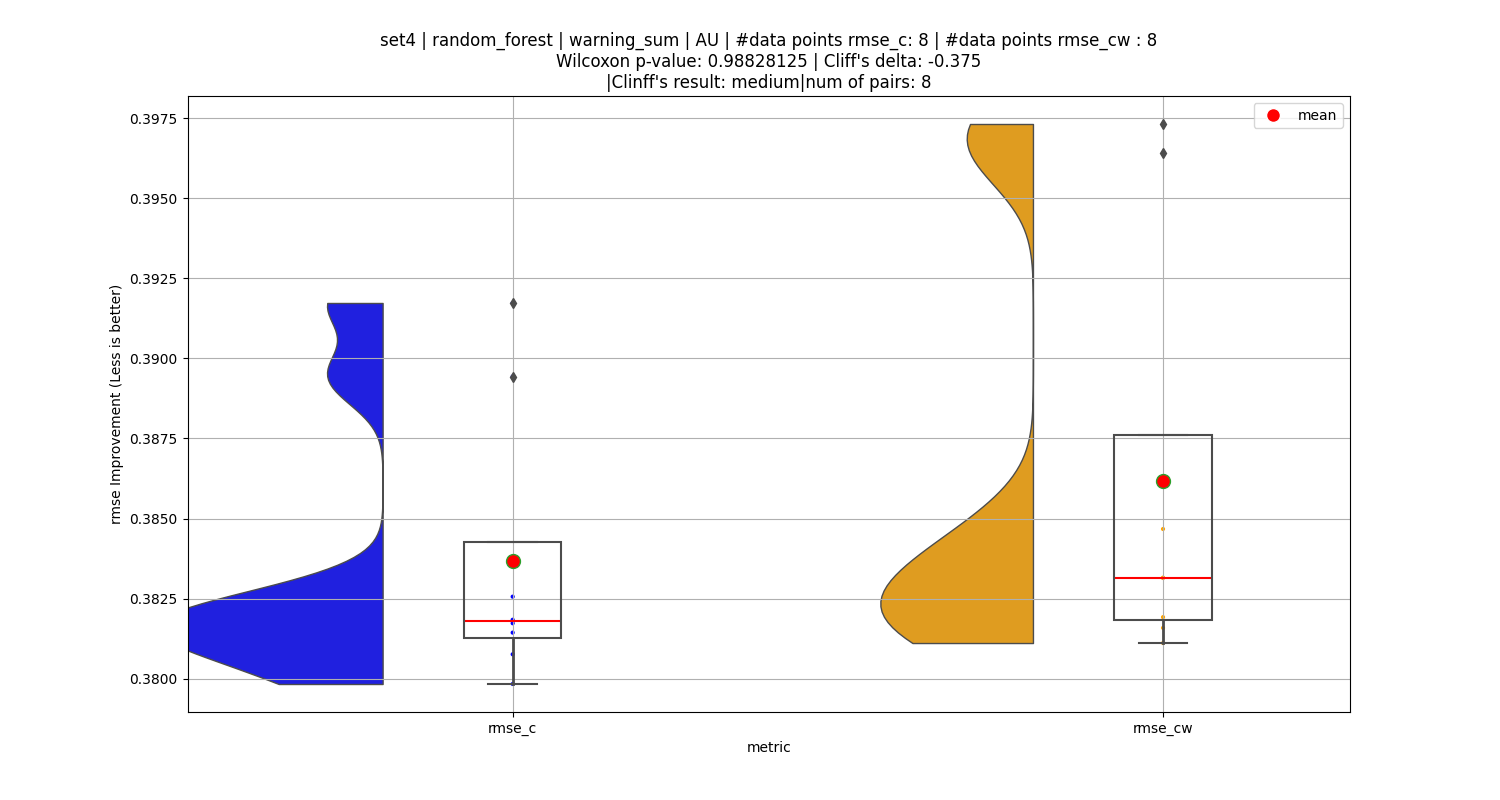 set4 | random_forest | warning_sum | AU | #data points rmse_c: 8 | #data points rmse_cw : 8
Wilcoxon p-value: 0.98828125 | Cliff's delta: -0.375
|Clinff's result: medium|num of pairs: 8
mean
0.3975
0.3950
0.3925
0.3900
0.3875
0.3850
0.3825
0.3800
rmse Improvement (Less is better)
rmse_c
rmse_cw
metric